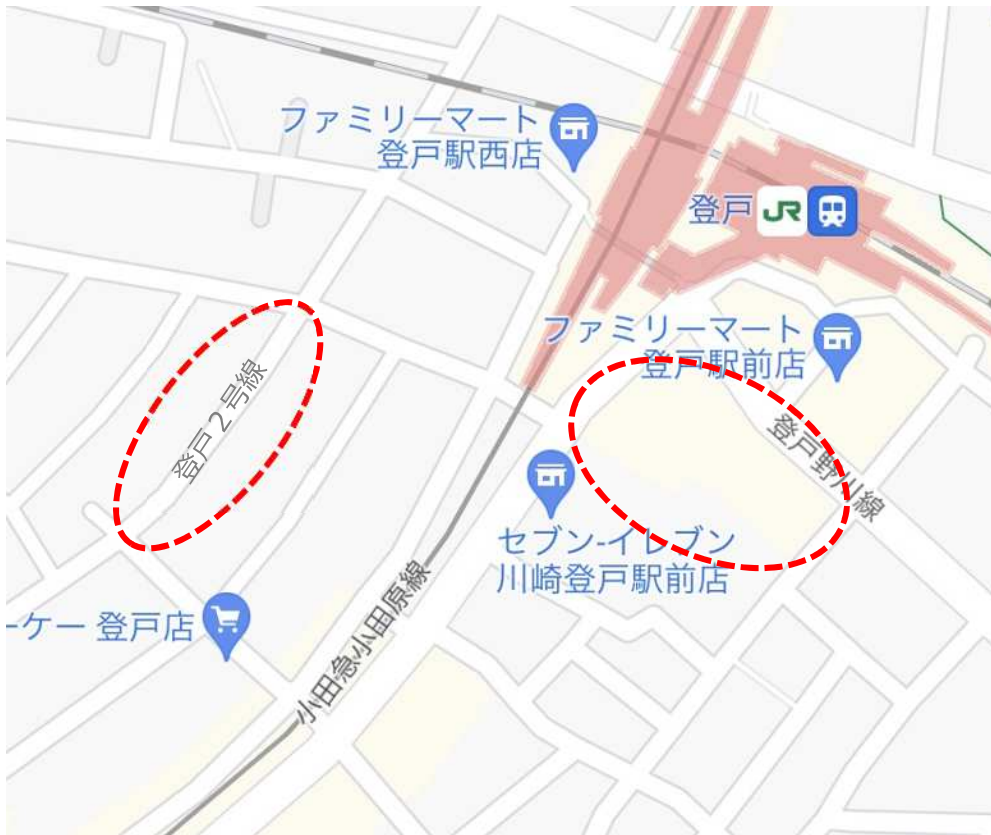 ファミリーマート
登戸駅西店
登戸 JR
ファミリーマート
登戸駅前店
登戸2号線
登戸野川線
セブン-イレブン
川崎登戸駅前店
ーケー 登戸店
小田急小田原線